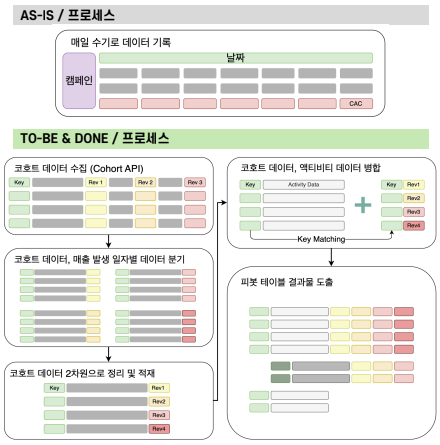 AS-IS / 프로세스
매일 수기로 데이터 기록
캠페인
날짜
CAC
TO-BE & DONE / 프로세스
코호트 데이터 수집 (Cohort API)
Key Rev 1 Rev 2 Rev 3
코호트 데이터, 매출 발생 일자별 데이터 분기
코호트 데이터 2차원으로 정리 및 적재
Key Rev1
Rev2
Rev3
Rev4
코호트 데이터, 액티비티 데이터 병합
Key Activity Data Key Rev1
Rev2
+ Rev3
Rev4
Key Matching
피봇 테이블 결과물 도출